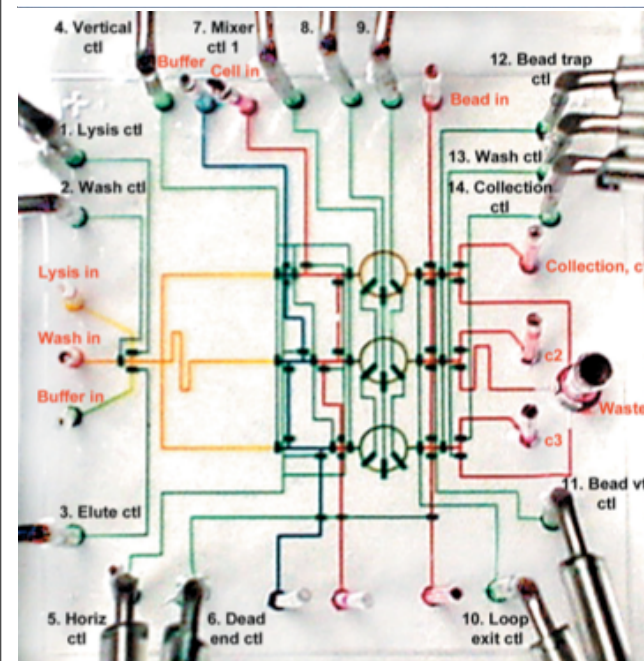 4. Vertical
ctl
7. Mixer
ctl 1
8.
9.
Buffer
Cell in
Bead in
12. Bead trap
ctl
1. Lysis ctl
13. Wash ctl
2. Wash ctl
14. Collection
ctl
Lysis in
Collection, c
Wash in
c2
Buffer in
Waste
c3
3. Elute ctl
11. Bead
ctl
5. Horiz
ctl
6. Dead
end ctl
10. Loop
exit ctl